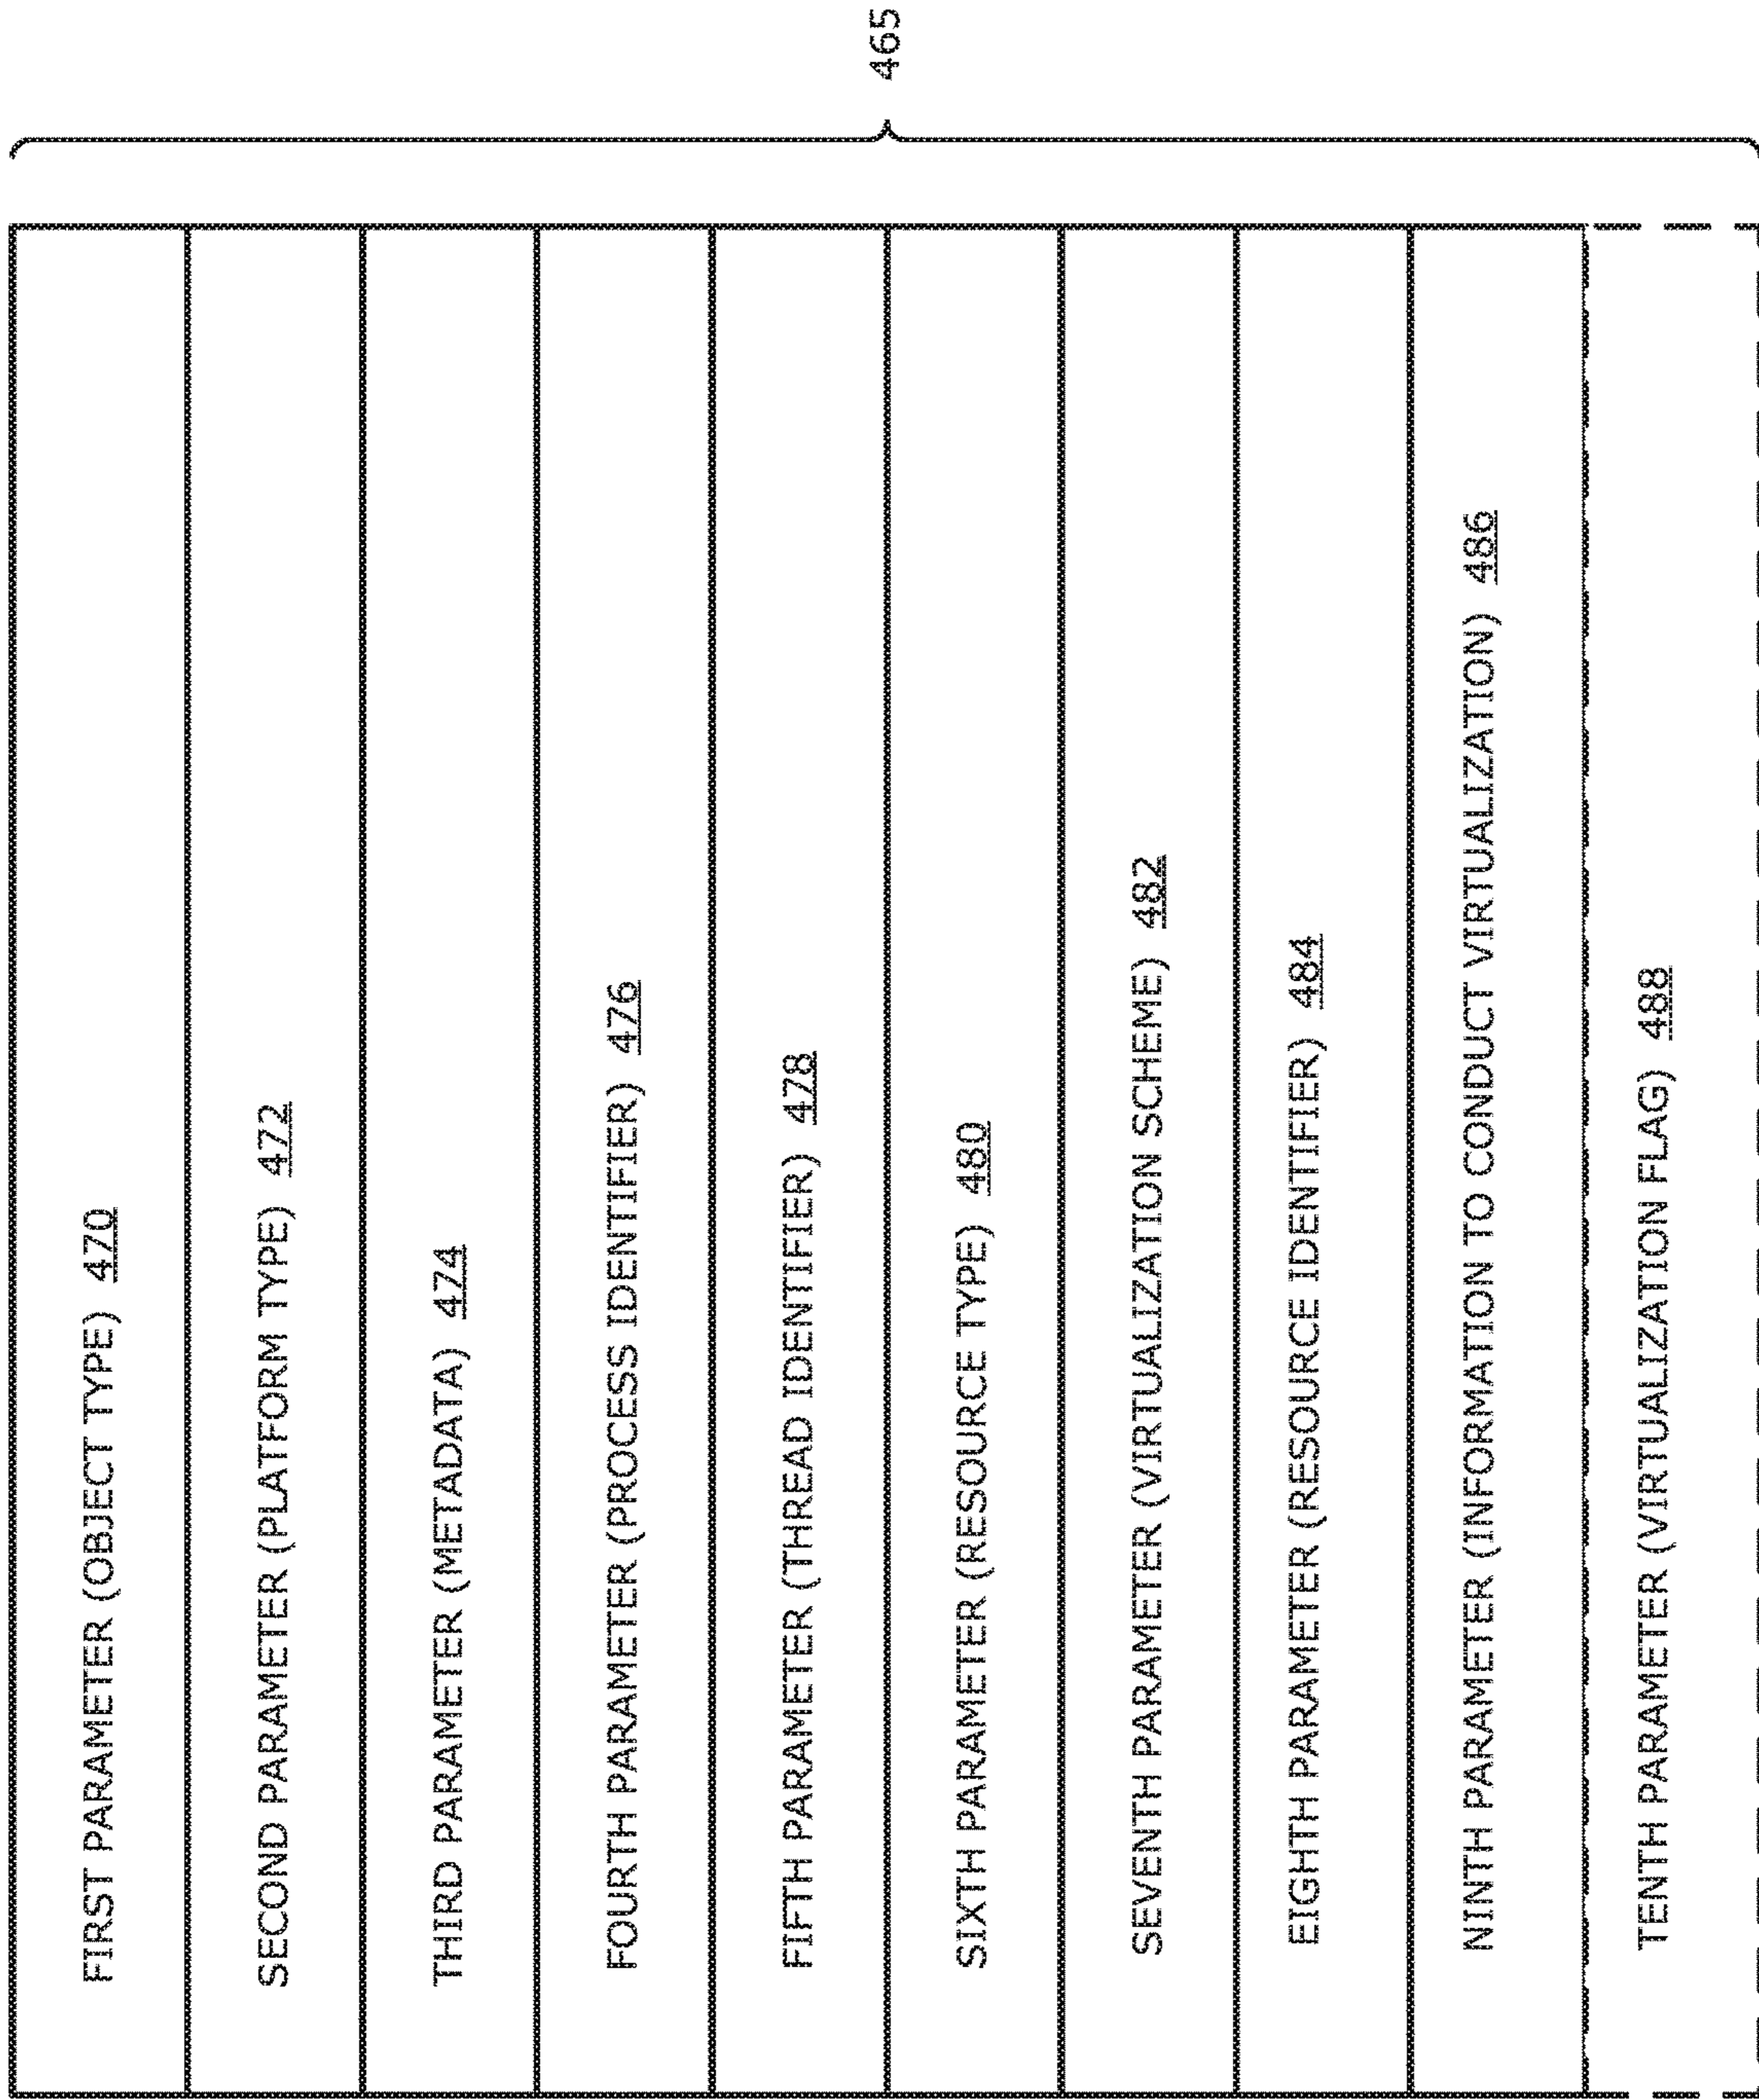 FIRST PARAMETER (OBJECT TYPE) 470
SECOND PARAMETER (PLATFORM TYPE) 472
THIRD PARAMETER (METADATA) 474
FOURTH PARAMETER (PROCESS IDENTIFIER) 476
FIFTH PARAMETER (THREAD IDENTIFIER) 478
SIXTH PARAMETER (RESOURCE TYPE) 480
SEVENTH PARAMETER (VIRTUALIZATION SCHEME) 482
EIGHTH PARAMETER (RESOURCE IDENTIFIER) 484
NINTH PARAMETER (INFORMATION TO CONDUCT VIRTUALIZATION) 486
TENTH PARAMETER (VIRTUALIZATION FLAG) 488
465